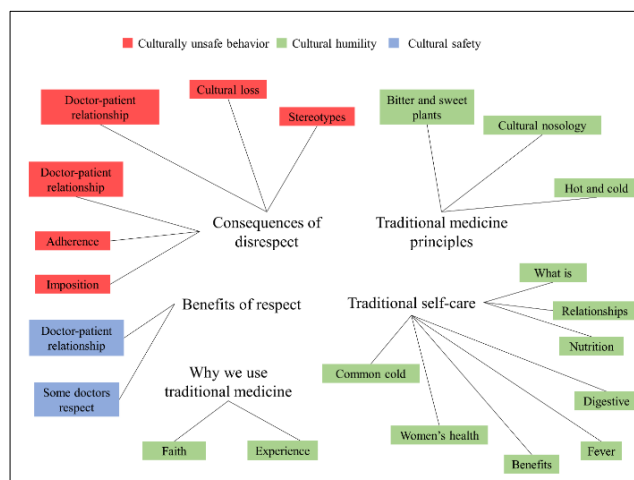 Culturally unsafe behavior
Cultural humility
Cultural safety
Doctor-patient
relationship
Cultural loss
Stereotypes
Doctor-patient
relationship
Adherence
Imposition
Consequences of
disrespect
Bitter and sweet
plants
Cultural nosology
Hot and cold
Traditional medicine
principles
Benefits of respect
Doctor-patient
relationship
Some doctors
respect
Traditional self-care
What is
Relationships
Nutrition
Digestive
Fever
Benefits
Women's health
Common cold
Why we use
traditional medicine
Faith
Experience